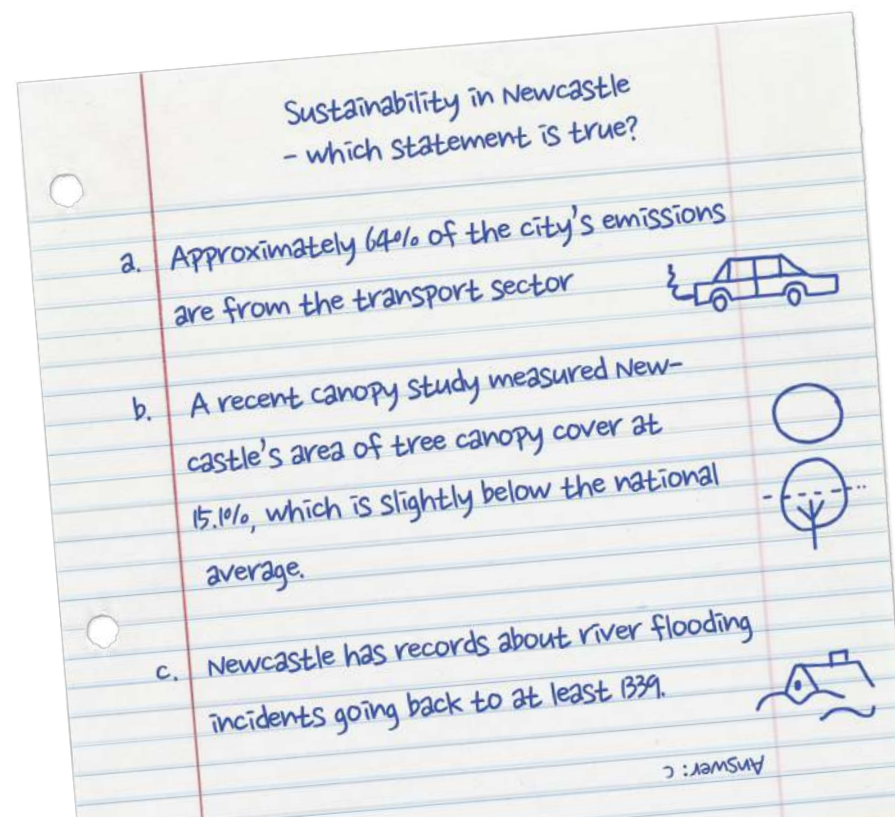 Sustainability in Newcastle
- which statement is true?
a. Approximately 64% of the city's emissions
are from the transport sector
b. A recent canopy study measured New-
castle's area of tree canopy cover at
15.1%, which is slightly below the national
average.
c. Newcastle has records about river flooding
incidents going back to at least 1339.
Answer: c